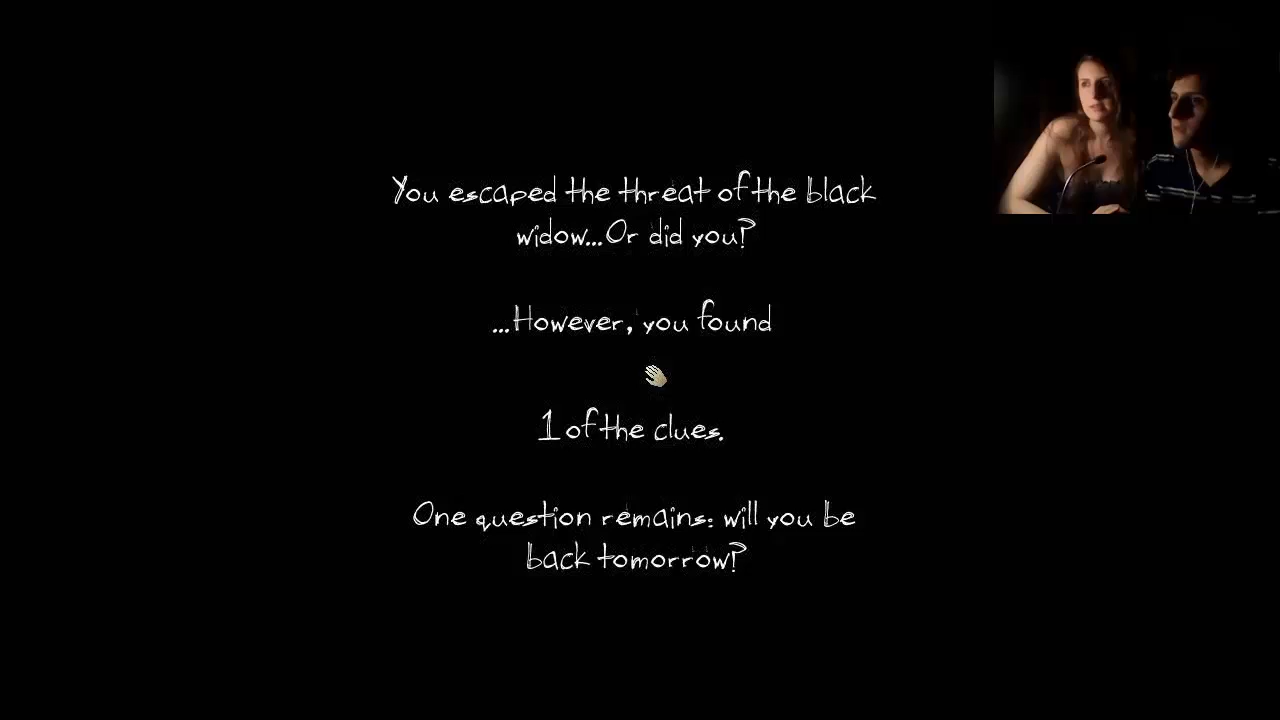 You escaped the threat of the black
widow...Or did you?
...However, you found
1 of the clues.
One question remains: will you be
back tomorrow?